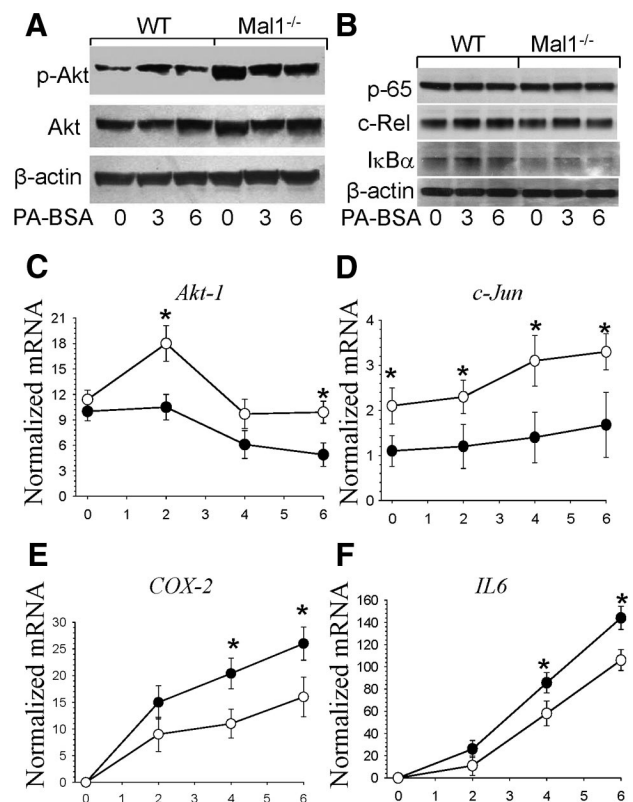 A
WT Mal1-/-
p-Akt
Akt
β-actin
PA-BSA 0 3 6 0 3 6
B
WT Mal1-/-
p-65
c-Rel
IκBα
β-actin
PA-BSA 0 3 6 0 3 6
C
Akt-1
Normalized mRNA
21
18
15
12
9
6
3
0
* *
0 1 2 3 4 5 6
D
c-Jun
Normalized mRNA
4
3
2
1
0
* * * *
0 1 2 3 4 5 6
E
COX-2
Normalized mRNA
30
25
20
15
10
5
0
* *
0 1 2 3 4 5 6
F
IL6
Normalized mRNA
160
140
120
100
80
60
40
20
0
* *
0 1 2 3 4 5 6